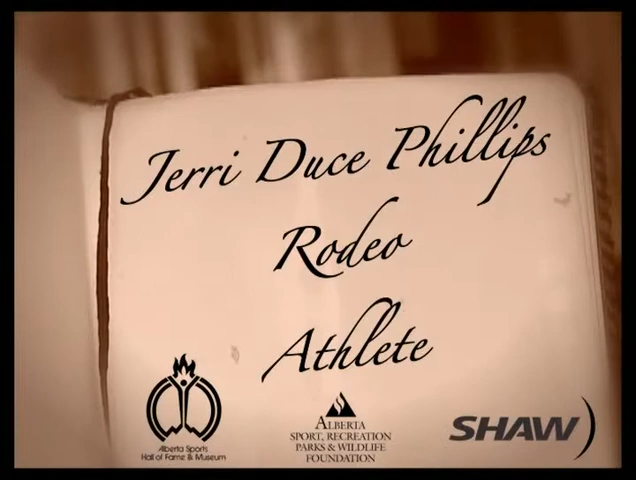 Jerri Duce Phillips
Rodeo
Athlete
Alberta Sports
Hall of Fame & Museum
ALBERTA
SPORT, RECREATION
PARKS & WILDLIFE
FOUNDATION
SHAW)